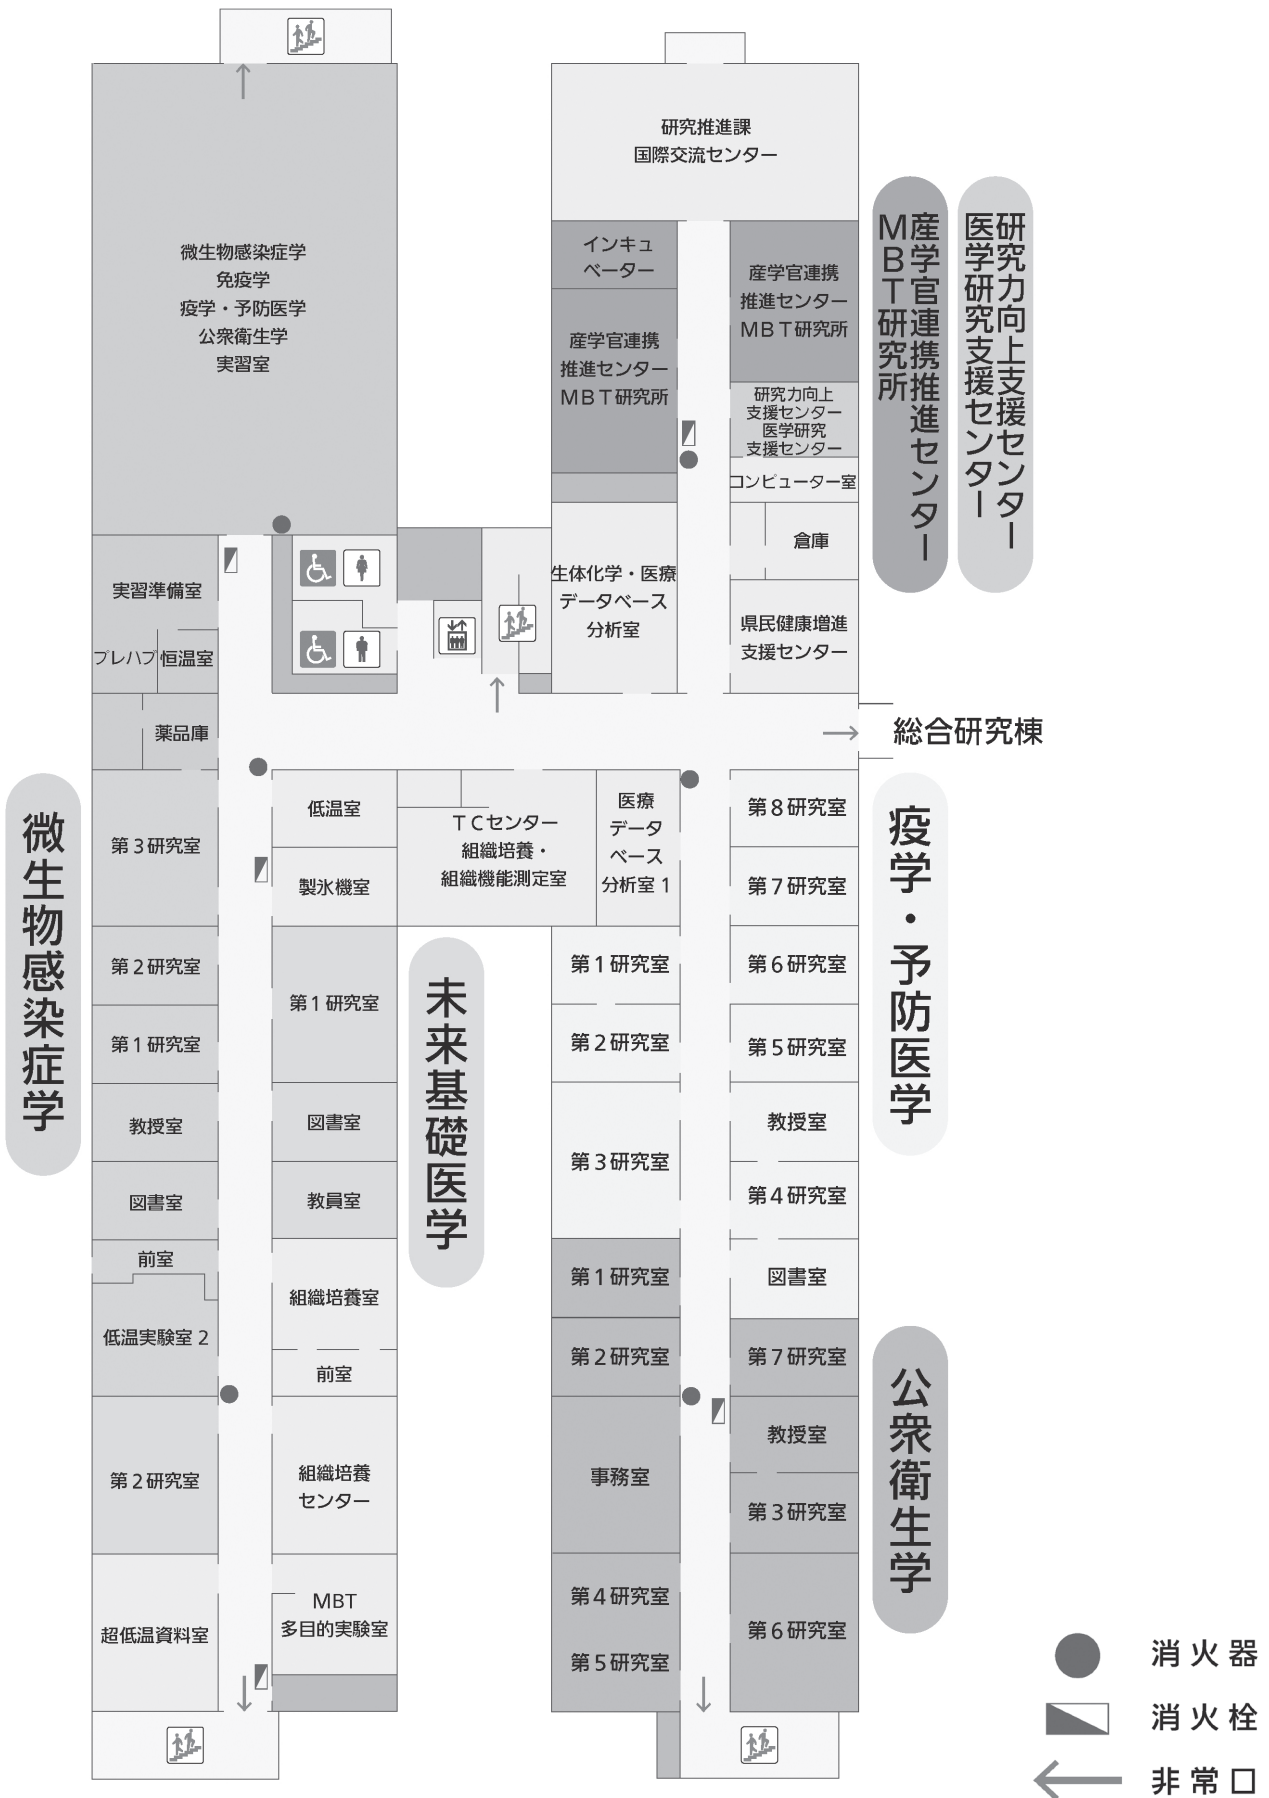 研究推進課
国際交流センター
微生物感染症学
免疫学
疫学・予防医学
公衆衛生学
実習室
インキュ
ベーター
産学官連携
推進センター
MBT研究所
産学官連携
推進センター
MBT研究所
研究力向上
支援センター
医学研究
支援センター
コンピューター室
倉庫
生体化学・医療
データベース
分析室
県民健康増進
支援センター
産学官連携推進センター
MBT研究所
研究力向上支援センター
医学研究支援センター
実習準備室
プレハブ
恒温室
薬品庫
総合研究棟
微生物感染症学
第3研究室
低温室
製氷機室
TCセンター
組織培養・
組織機能測定室
医療
データ
ベース
分析室1
第8研究室
第7研究室
疫学・予防医学
第2研究室
第1研究室
教授室
図書室
前室
低温実験室2
第2研究室
超低温資料室
第1研究室
図書室
教員室
組織培養室
前室
組織培養
センター
MBT
多目的実験室
未来基礎医学
第1研究室
第2研究室
第3研究室
第6研究室
第5研究室
教授室
第4研究室
図書室
第1研究室
第2研究室
事務室
第4研究室
第5研究室
第7研究室
教授室
第3研究室
第6研究室
公衆衛生学
消火器
消火栓
非常口